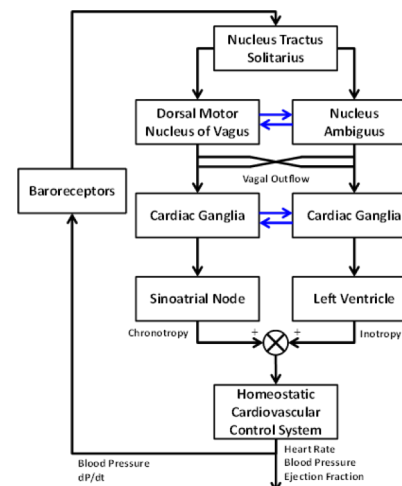 Nucleus Tractus
Solitarius
Dorsal Motor
Nucleus of Vagus
Nucleus
Ambiguus
Vagal Outflow
Baroreceptors
Cardiac Ganglia
Cardiac Ganglia
Sinoatrial Node
Left Ventricle
Chronotropy
+
+
Inotropy
Homeostatic
Cardiovascular
Control System
Blood Pressure
dP/dt
Heart Rate
Blood Pressure
Ejection Fraction